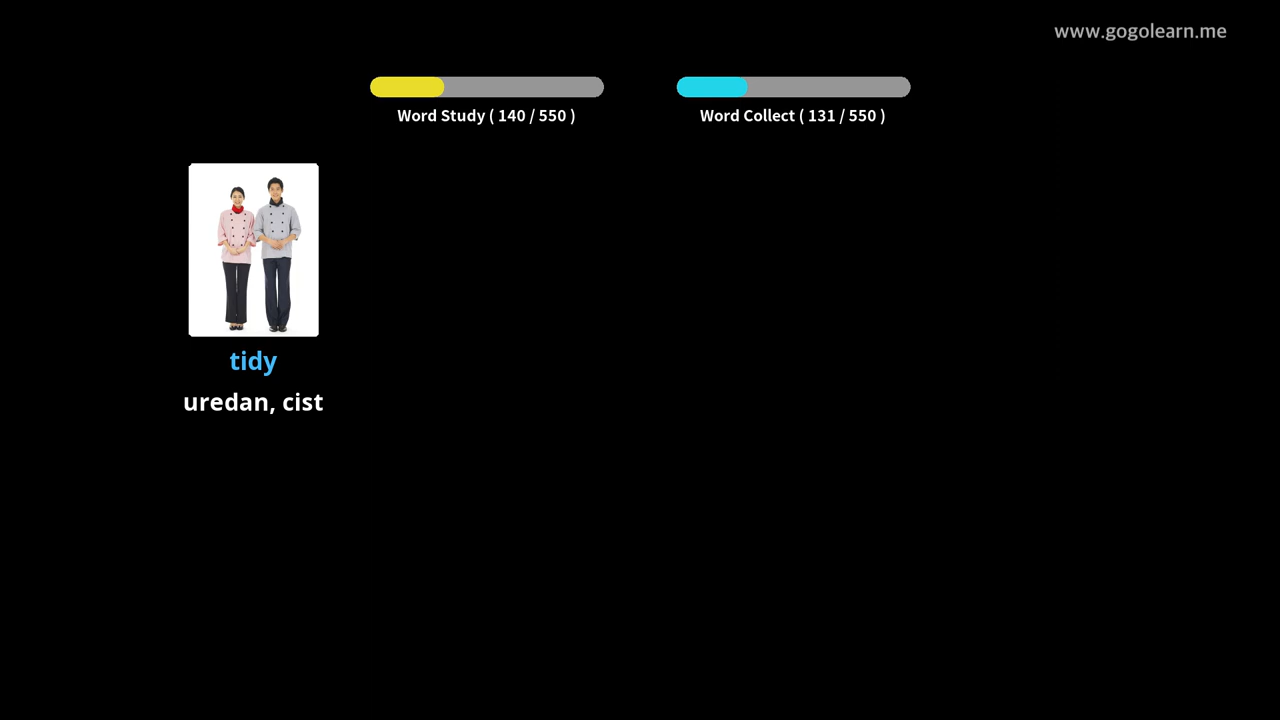 www.gogolearn.me
Word Study ( 140 / 550 )
Word Collect ( 131 / 550 )
tidy
uredan, cist